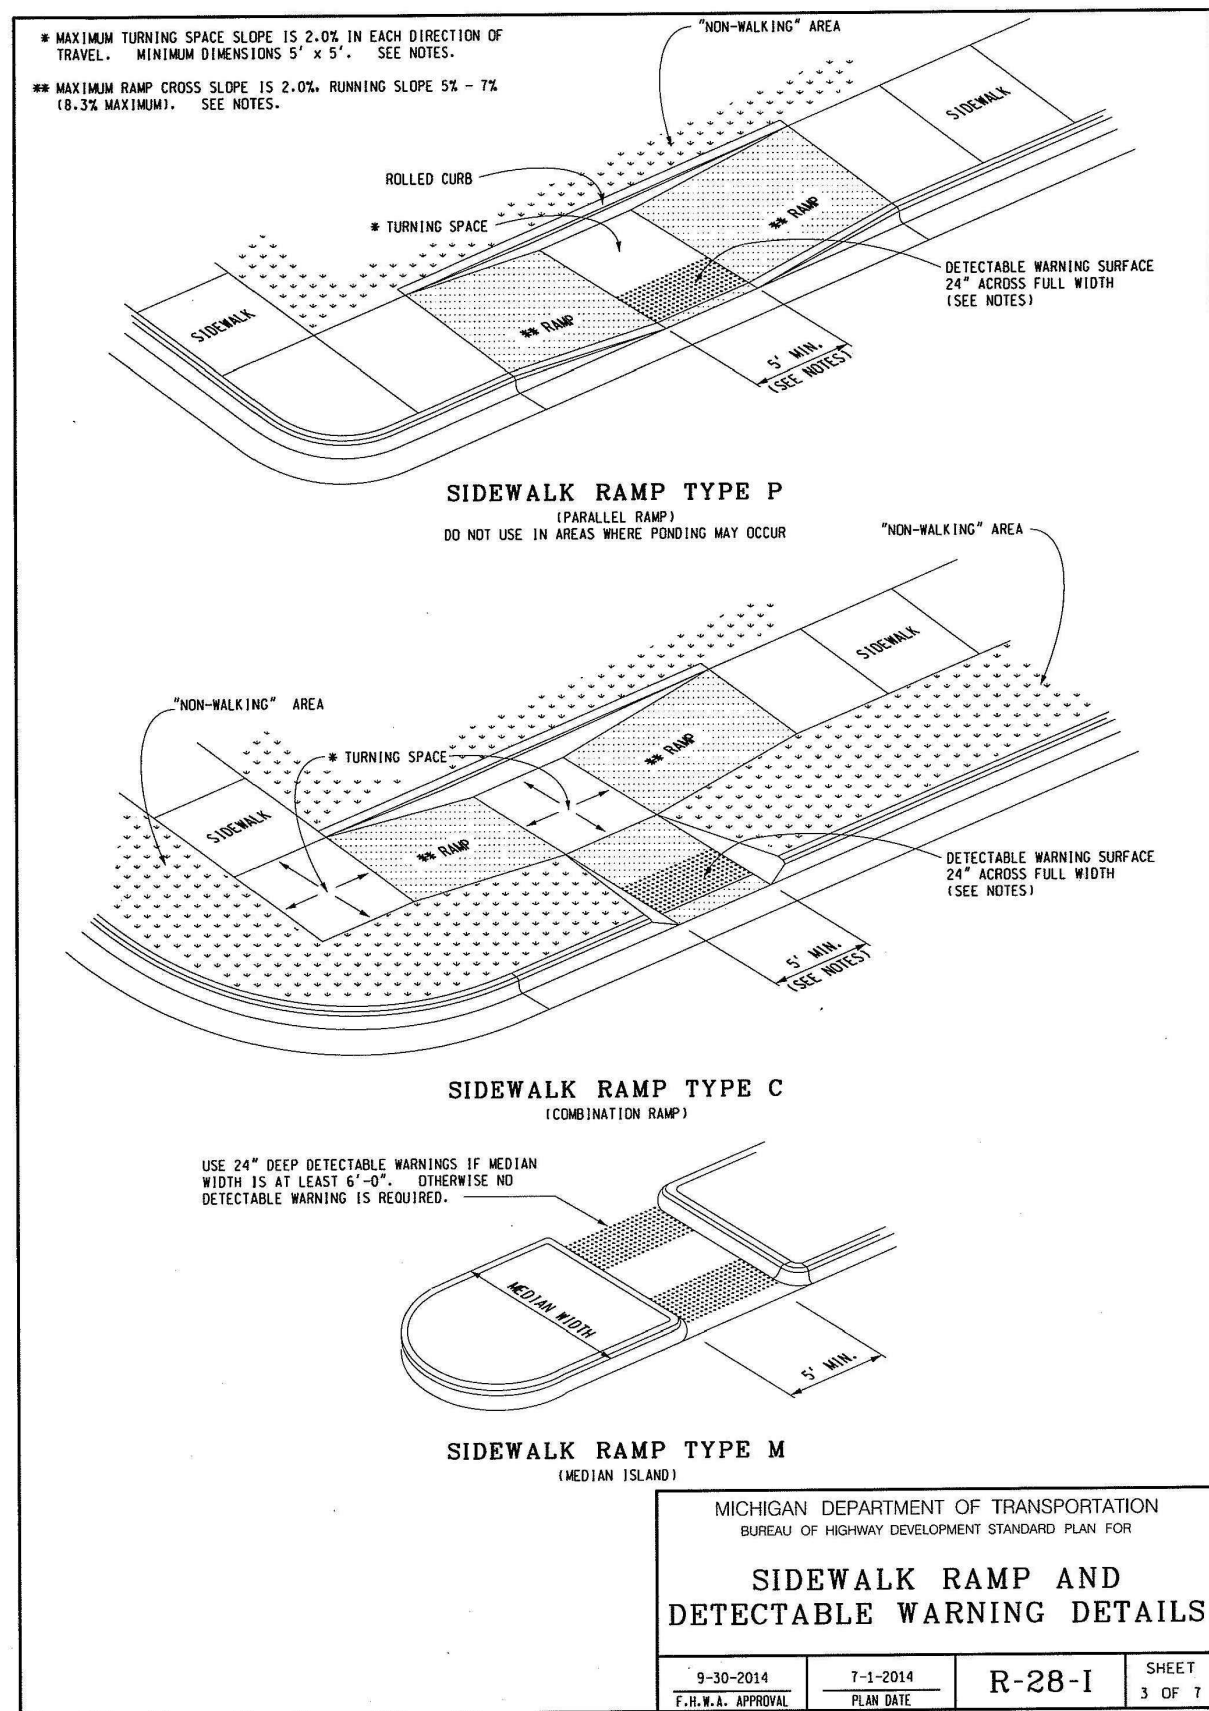 * MAXIMUM TURNING SPACE SLOPE IS 2.0% IN EACH DIRECTION OF
TRAVEL. MINIMUM DIMENSIONS 5' x 5'. SEE NOTES.
** MAXIMUM RAMP CROSS SLOPE IS 2.0%. RUNNING SLOPE 5% - 7%
(8.3% MAXIMUM). SEE NOTES.
"NON-WALKING" AREA
SIDEWALK
ROLLED CURB
* TURNING SPACE
** RAMP
DETECTABLE WARNING SURFACE
24" ACROSS FULL WIDTH
(SEE NOTES)
SIDEWALK
** RAMP
5' MIN.
(SEE NOTES)
SIDEWALK RAMP TYPE P
(PARALLEL RAMP)
DO NOT USE IN AREAS WHERE PONDING MAY OCCUR
"NON-WALKING" AREA
SIDEWALK
"NON-WALKING" AREA
* TURNING SPACE
** RAMP
SIDEWALK
** RAMP
DETECTABLE WARNING SURFACE
24" ACROSS FULL WIDTH
(SEE NOTES)
5' MIN.
(SEE NOTES)
SIDEWALK RAMP TYPE C
(COMBINATION RAMP)
USE 24" DEEP DETECTABLE WARNINGS IF MEDIAN
WIDTH IS AT LEAST 6'-0". OTHERWISE NO
DETECTABLE WARNING IS REQUIRED.
MEDIAN WIDTH
5' MIN.
SIDEWALK RAMP TYPE M
(MEDIAN ISLAND)
MICHIGAN DEPARTMENT OF TRANSPORTATION
BUREAU OF HIGHWAY DEVELOPMENT STANDARD PLAN FOR
SIDEWALK RAMP AND
DETECTABLE WARNING DETAILS
9-30-2014
F.H.W.A. APPROVAL
7-1-2014
PLAN DATE
R-28-I
SHEET
3 OF 7